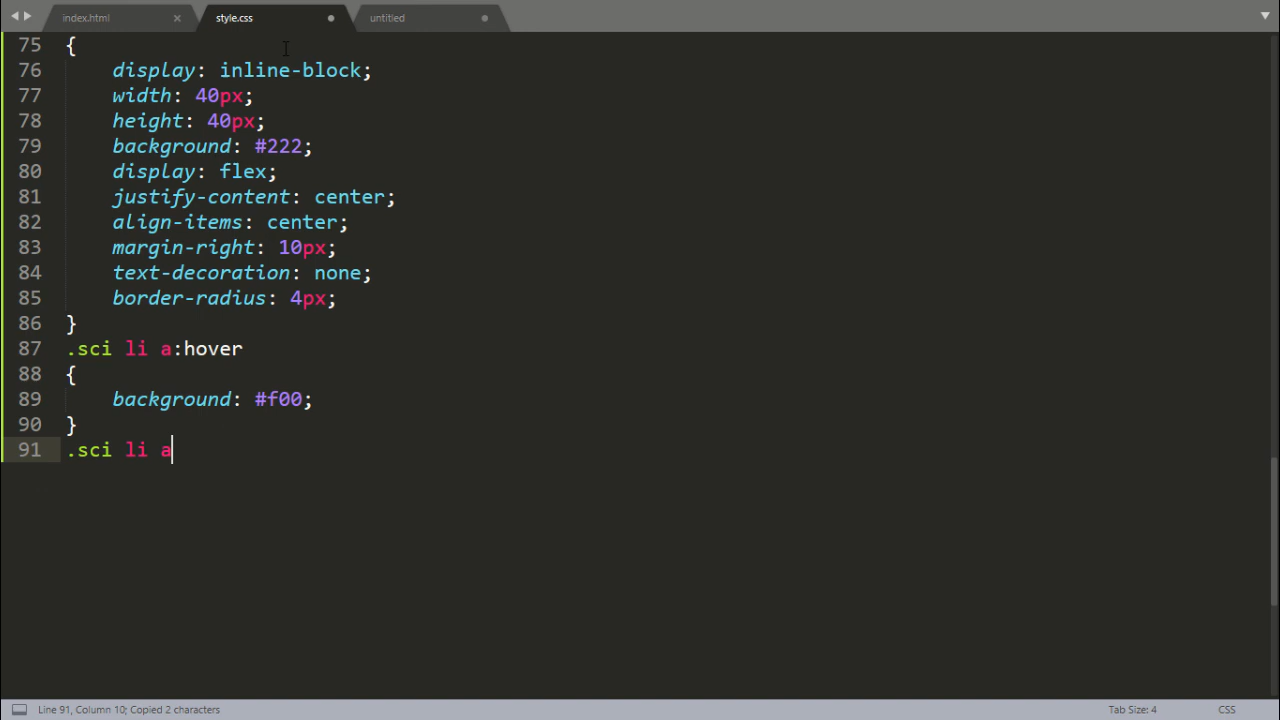 index.html
style.css
untitled
75 {
76 display: inline-block;
77 width: 40px;
78 height: 40px;
79 background: #222;
80 display: flex;
81 justify-content: center;
82 align-items: center;
83 margin-right: 10px;
84 text-decoration: none;
85 border-radius: 4px;
86 }
87 .sci li a:hover
88 {
89 background: #f00;
90 }
91 .sci li a
Line 91, Column 10; Copied 2 characters
Tab Size: 4
CSS